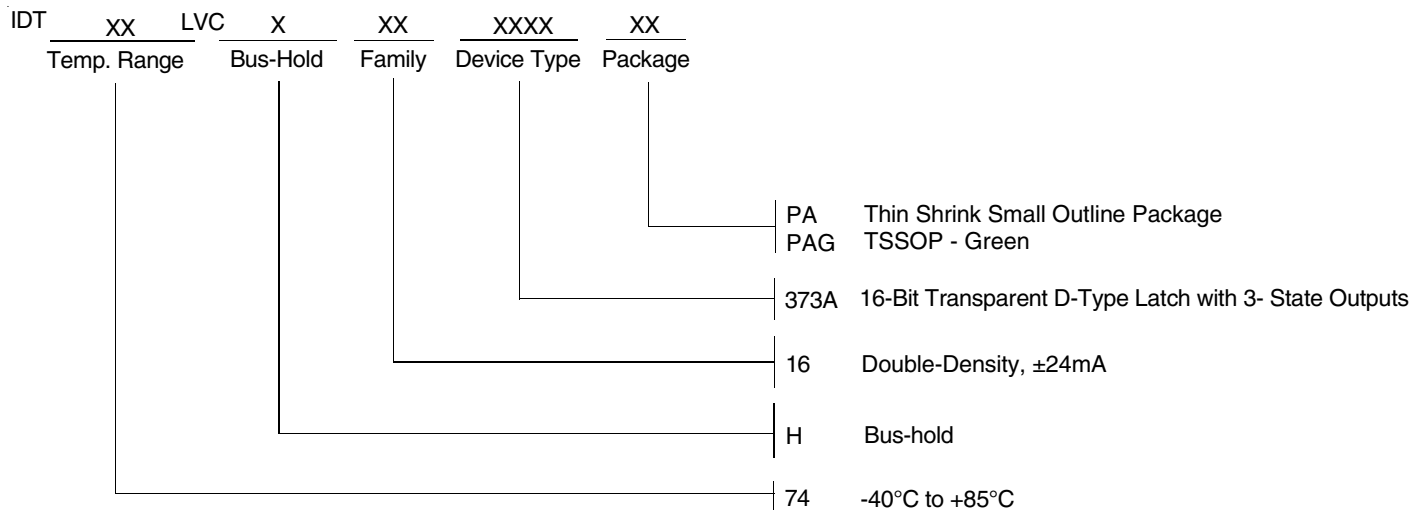 IDT XX LVC X XX XXXX XX
Temp. Range Bus-Hold Family Device Type Package
PA Thin Shrink Small Outline Package
PAG TSSOP - Green
373A 16-Bit Transparent D-Type Latch with 3- State Outputs
16 Double-Density, ±24mA
H Bus-hold
74 -40°C to +85°C